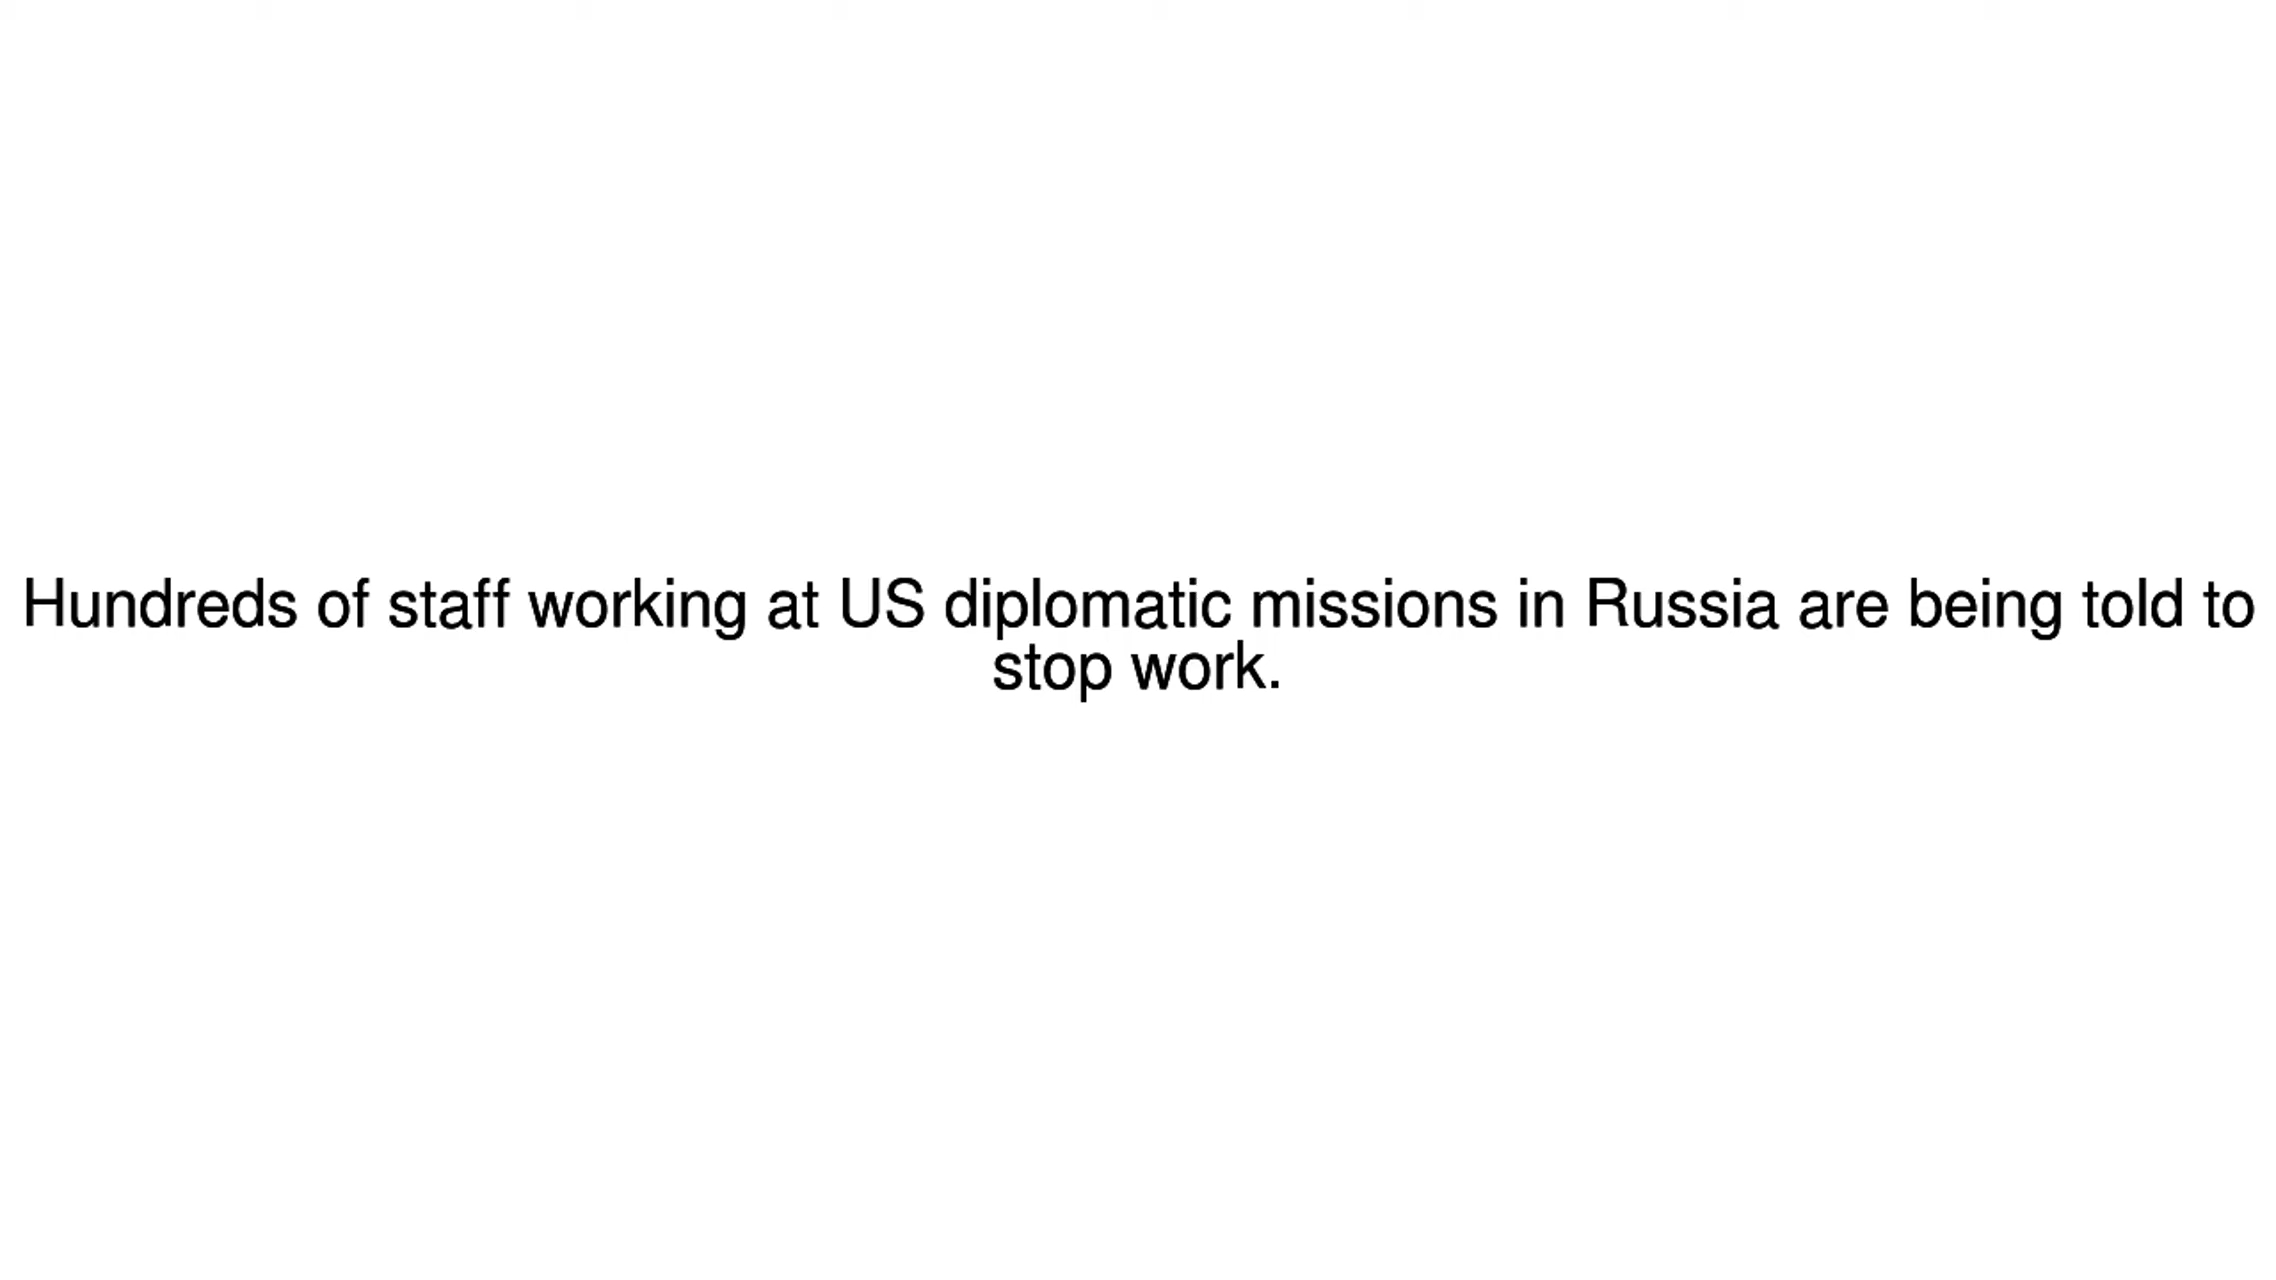 Hundreds of staff working at US diplomatic missions in Russia are being told to
stop work.